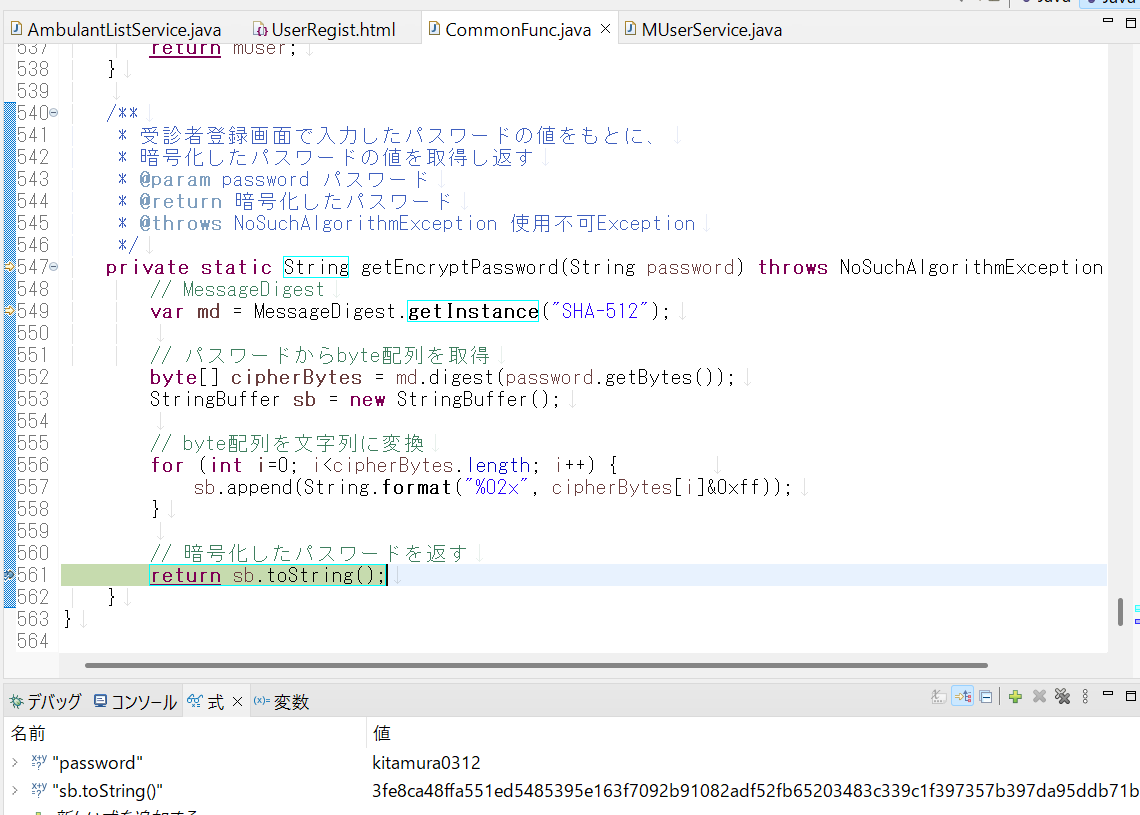 AmbulantListService.java UserRegist.html CommonFunc.java MUserService.java
537 return muser;
538 }
539
540 /**
541 * 受診者登録画面で入力したパスワードの値をもとに、
542 * 暗号化したパスワードの値を取得し返す
543 * @param password パスワード
544 * @return 暗号化したパスワード
545 * @throws NoSuchAlgorithmException 使用不可Exception
546 */
547 private static String getEncryptPassword(String password) throws NoSuchAlgorithmException
548 // MessageDigest
549 var md = MessageDigest.getInstance("SHA-512");
550
551 // パスワードからbyte配列を取得
552 byte[] cipherBytes = md.digest(password.getBytes());
553 StringBuffer sb = new StringBuffer();
554
555 // byte配列を文字列に変換
556 for (int i=0; i<cipherBytes.length; i++) {
557 sb.append(String.format("%02x", cipherBytes[i]&0xff));
558 }
559
560 // 暗号化したパスワードを返す
561 return sb.toString();
562 }
563 }
564
デバッグ コンソール 式 変数
名前 値
"password" kitamura0312
"sb.toString()" 3fe8ca48ffa551ed5485395e163f7092b91082adf52fb65203483c339c1f397357b397da95ddb71b